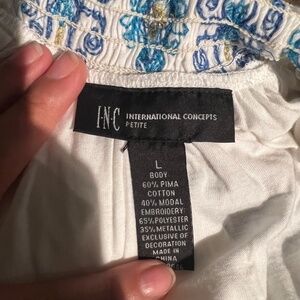 I·N·C INTERNATIONAL CONCEPTS
PETITE
L
BODY
60% PIMA
COTTON
40% MODAL
EMBROIDERY
65% POLYESTER
35% METALLIC
EXCLUSIVE OF
DECORATION
MADE IN
CHINA